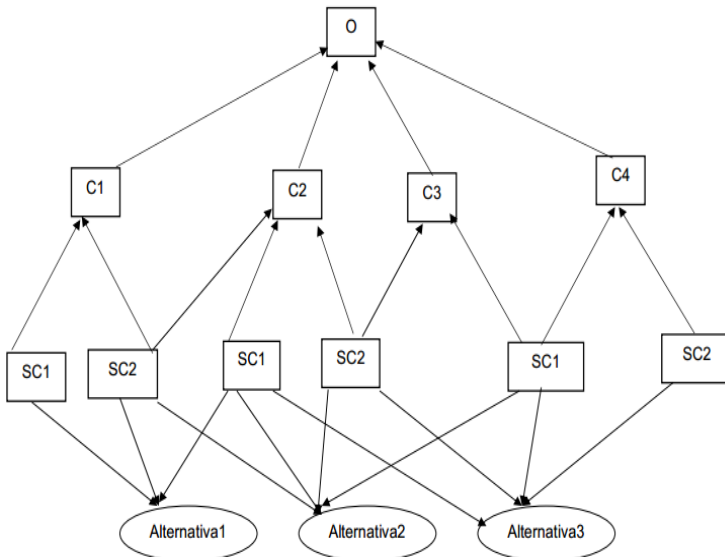 O
C1
C2
C3
C4
SC1
SC2
SC1
SC2
SC1
SC2
Alternativa1
Alternativa2
Alternativa3